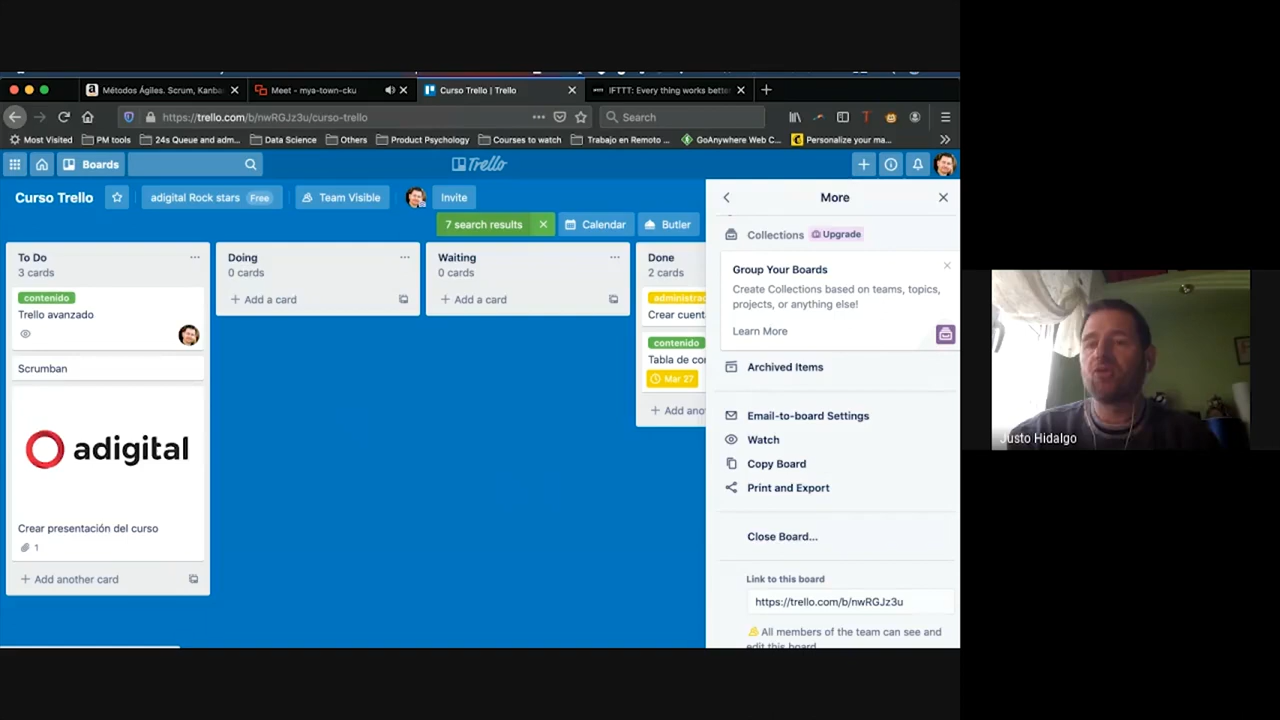 Métodos Ágiles. Scrum, Kanba
Meet - mya-town-cku
Curso Trello | Trello
IFTTT: Every thing works better
https://trello.com/b/nwRGJz3u/curso-trello
Search
Most Visited
PM tools
24s Queue and adm...
Data Science
Others
Product Psychology
Courses to watch
Trabajo en Remoto ...
GoAnywhere Web C...
Personalize your ma...
Boards
Trello
Curso Trello
adigital Rock stars Free
Team Visible
Invite
7 search results
Calendar
Butler
To Do
3 cards
contenido
Trello avanzado
Scrumban
adigital
Crear presentación del curso
1
+ Add another card
Doing
0 cards
+ Add a card
Waiting
0 cards
+ Add a card
Done
2 cards
administrac
Crear cuent
contenido
Tabla de co
Mar 27
+ Add ano
More
Collections Upgrade
Group Your Boards
Create Collections based on teams, topics,
projects, or anything else!
Learn More
Archived Items
Email-to-board Settings
Watch
Copy Board
Print and Export
Close Board...
Link to this board
https://trello.com/b/nwRGJz3u
All members of the team can see and
edit this board.
Justo Hidalgo